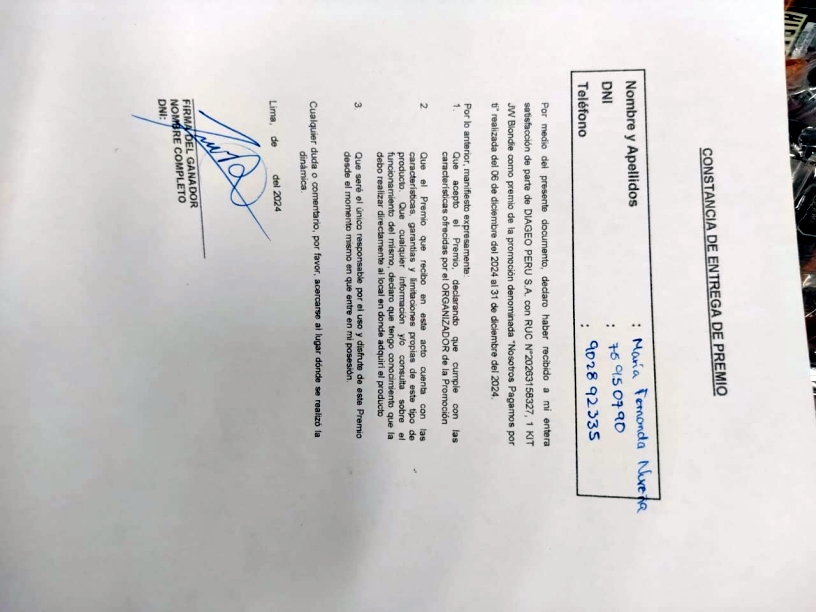 CONSTANCIA DE ENTREGA DE PREMIO
Nombre y Apellidos : María Fernanda Nureña
DNI : 76950790
Teléfono : 902892335
Por medio del presente documento, declaro haber recibido a mi entera
satisfacción de parte de DIAGEO PERU S.A. con RUC N°20263158327, 1 KIT
JW Blondie como premio de la promoción denominada "Nosotros Pagamos por
ti" realizada del 06 de diciembre del 2024 al 31 de diciembre del 2024.
Por lo anterior, manifiesto expresamente:
1. Que acepto el Premio, declarando que cumple con las
características ofrecidas por el ORGANIZADOR de la Promoción
2. Que el Premio que recibo en este acto cuenta con las
características, garantías y limitaciones propias de este tipo de
producto. Que cualquier información y/o consulta sobre el
funcionamiento del mismo, declaro que tengo conocimiento que la
debo realizar directamente al local en donde adquirí el producto
3. Que seré el único responsable por el uso y disfrute de este Premio
desde el momento mismo en que entre en mi posesión.
Cualquier duda o comentario, por favor, acercarse al lugar dónde se realizó la
dinámica.
Lima, de del 2024
FIRMA DEL GANADOR
NOMBRE COMPLETO
DNI: